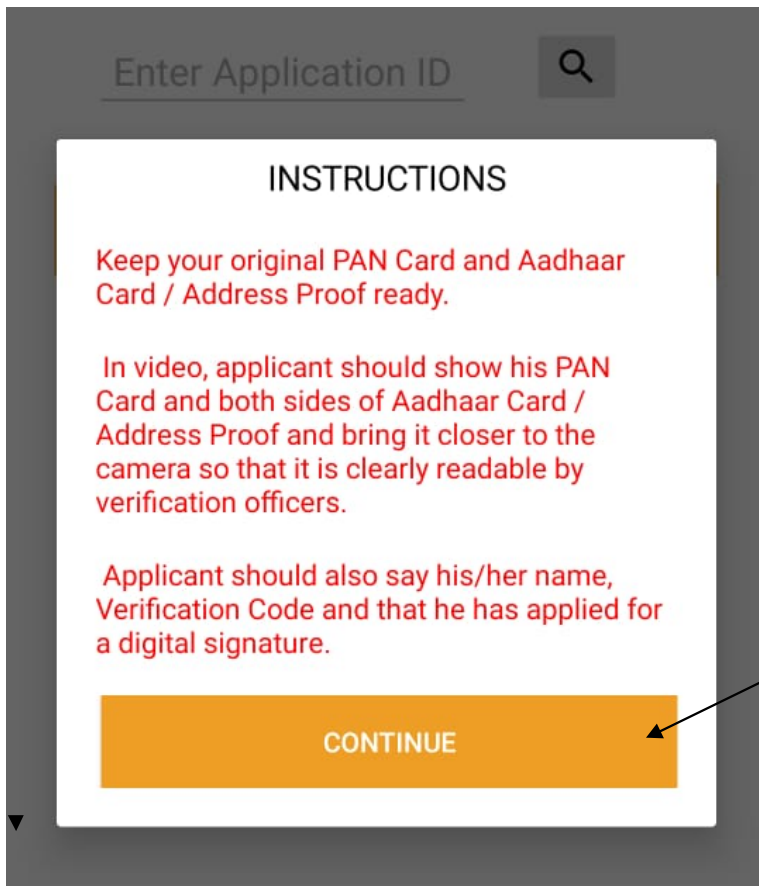 Enter Application ID
INSTRUCTIONS
Keep your original PAN Card and Aadhaar
Card / Address Proof ready.
In video, applicant should show his PAN
Card and both sides of Aadhaar Card /
Address Proof and bring it closer to the
camera so that it is clearly readable by
verification officers.
Applicant should also say his/her name,
Verification Code and that he has applied for
a digital signature.
CONTINUE